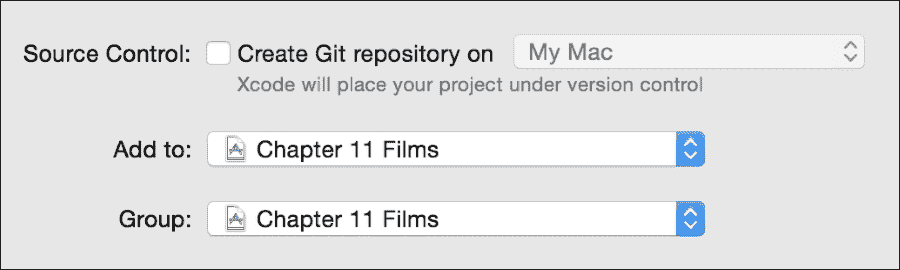 Source Control: Create Git repository on My Mac
Xcode will place your project under version control
Add to: Chapter 11 Films
Group: Chapter 11 Films